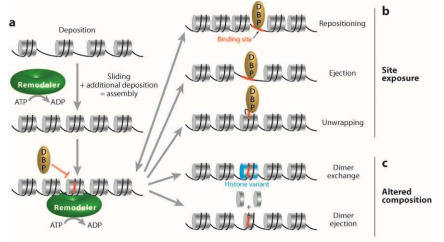 a
Deposition
Sliding
+ additional deposition
= assembly
Remodeler
ATP
ADP
DBP
Remodeler
ATP
ADP
b
DBP
Binding site
Repositioning
DBP
Ejection
Site
exposure
DBP
Unwrapping
c
Dimer
exchange
Histone variant
Altered
composition
+
Dimer
ejection